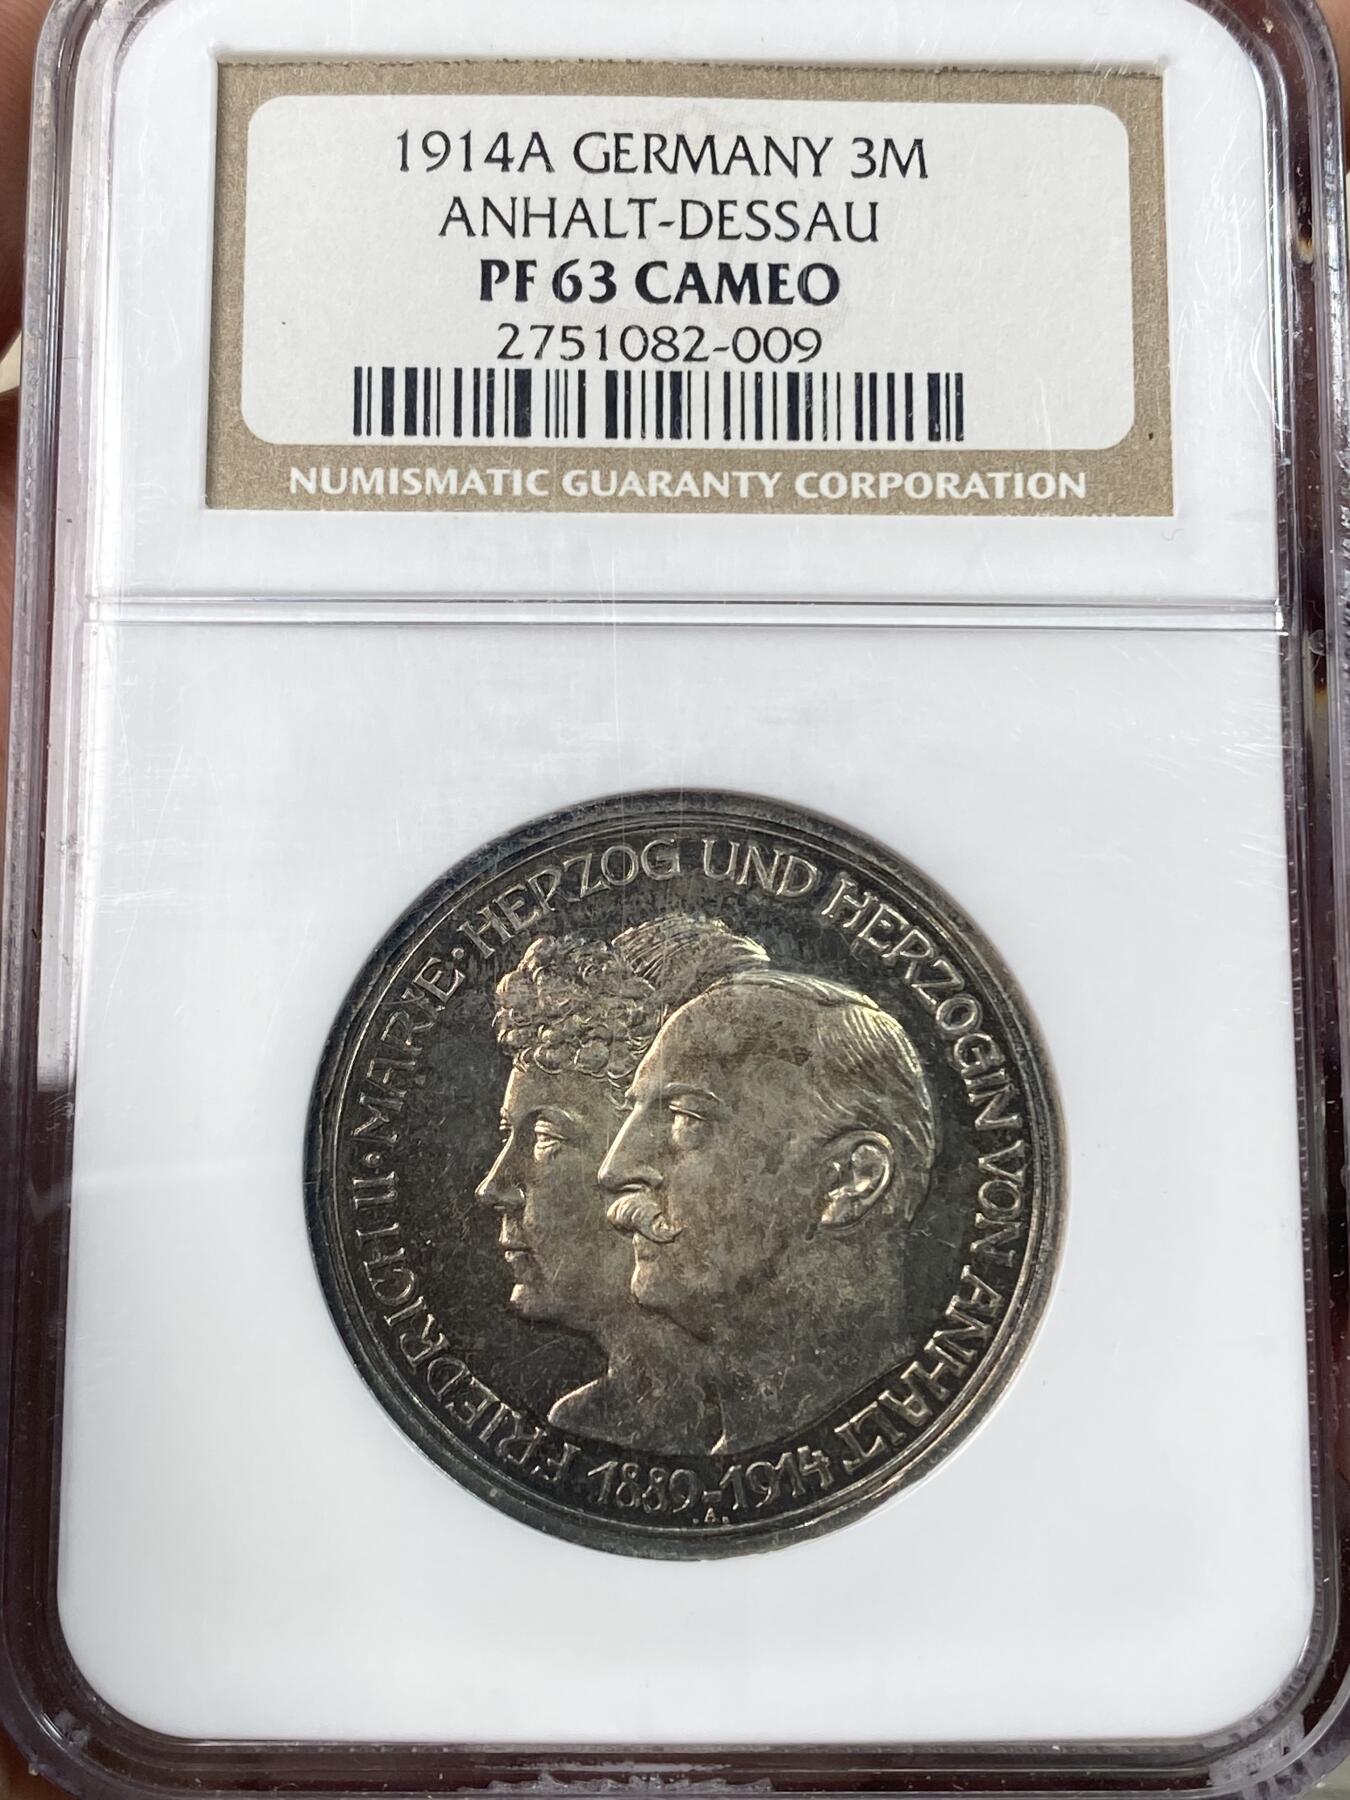 1914A GERMANY 3M
ANHALT-DESSAU
PF 63 CAMEO
2751082-009
NUMISMATIC GUARANTY CORPORATION
FRIEDRICH II • MARIE • HERZOG UND HERZOGIN VON ANHALT
1889-1914
.A.